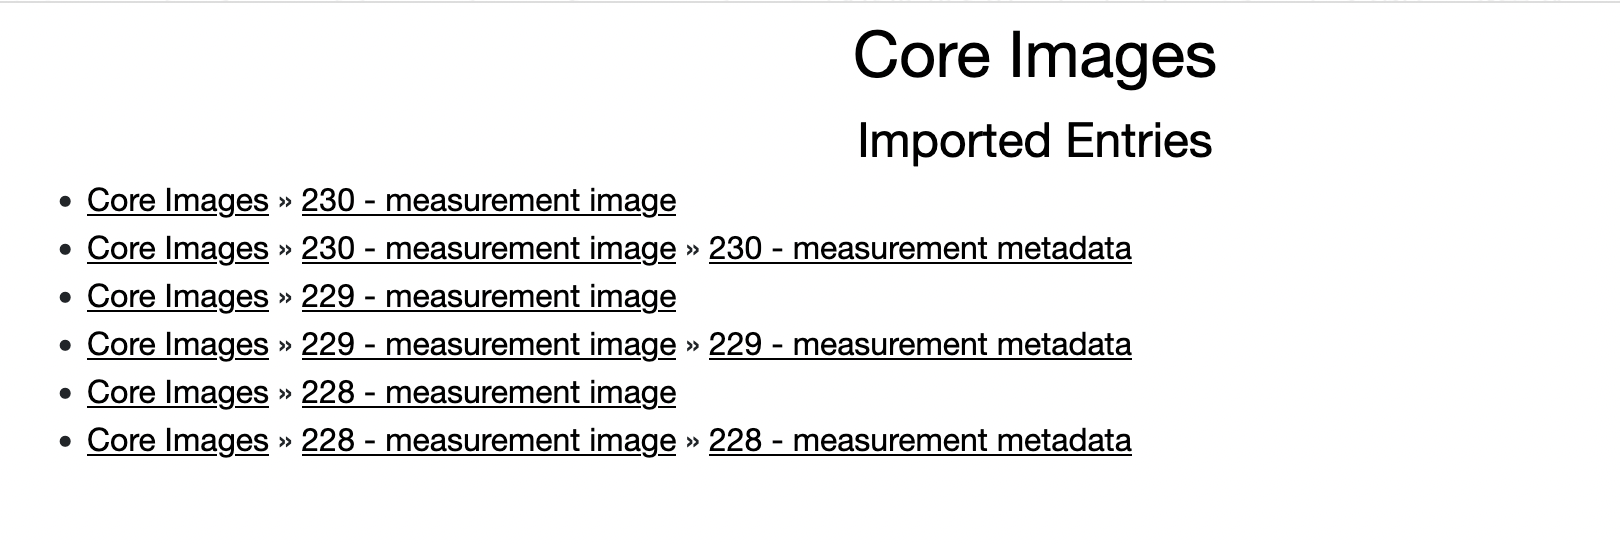 Core Images
Imported Entries
• Core Images » 230 - measurement image
• Core Images » 230 - measurement image » 230 - measurement metadata
• Core Images » 229 - measurement image
• Core Images » 229 - measurement image » 229 - measurement metadata
• Core Images » 228 - measurement image
• Core Images » 228 - measurement image » 228 - measurement metadata